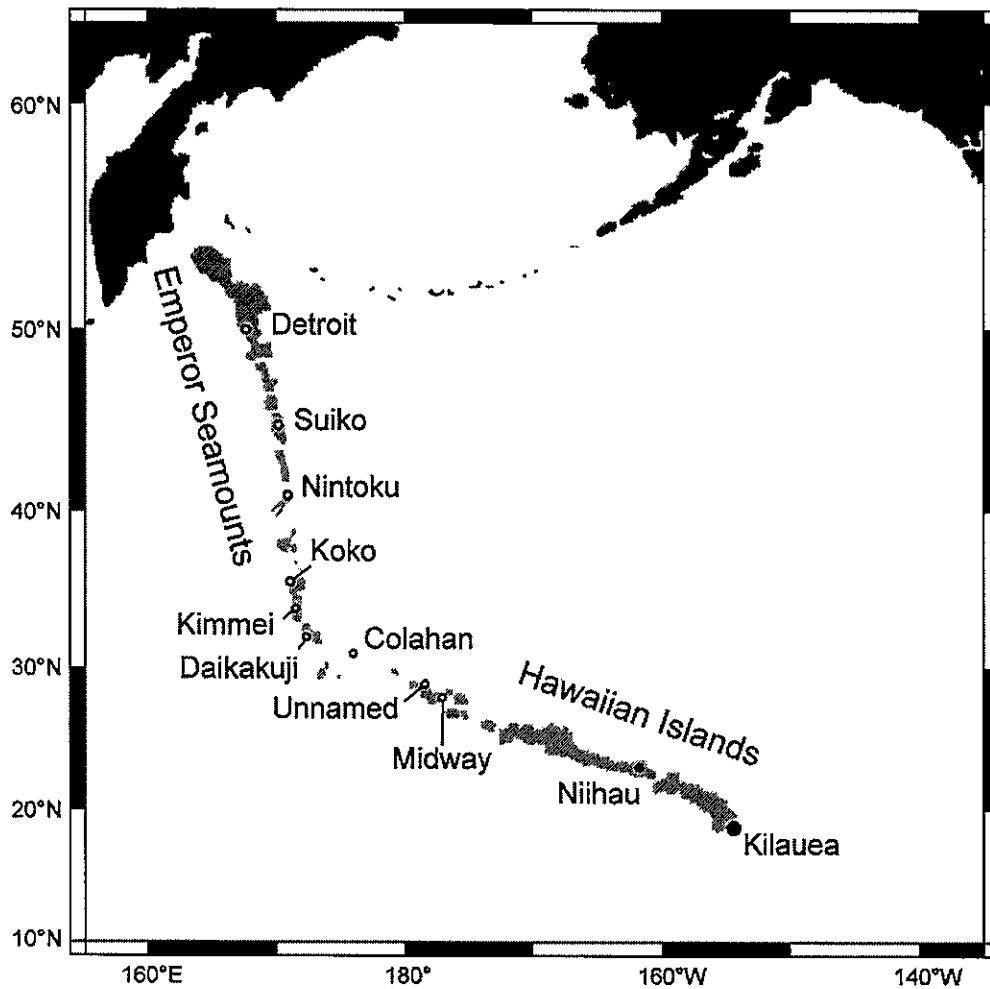 60°N
50°N
40°N
30°N
20°N
10°N
160°E
180°
160°W
140°W
Emperor Seamounts
Detroit
Suiko
Nintoku
Koko
Kimmei
Daikakuji
Colahan
Unnamed
Midway
Hawaiian Islands
Niihau
Kilauea